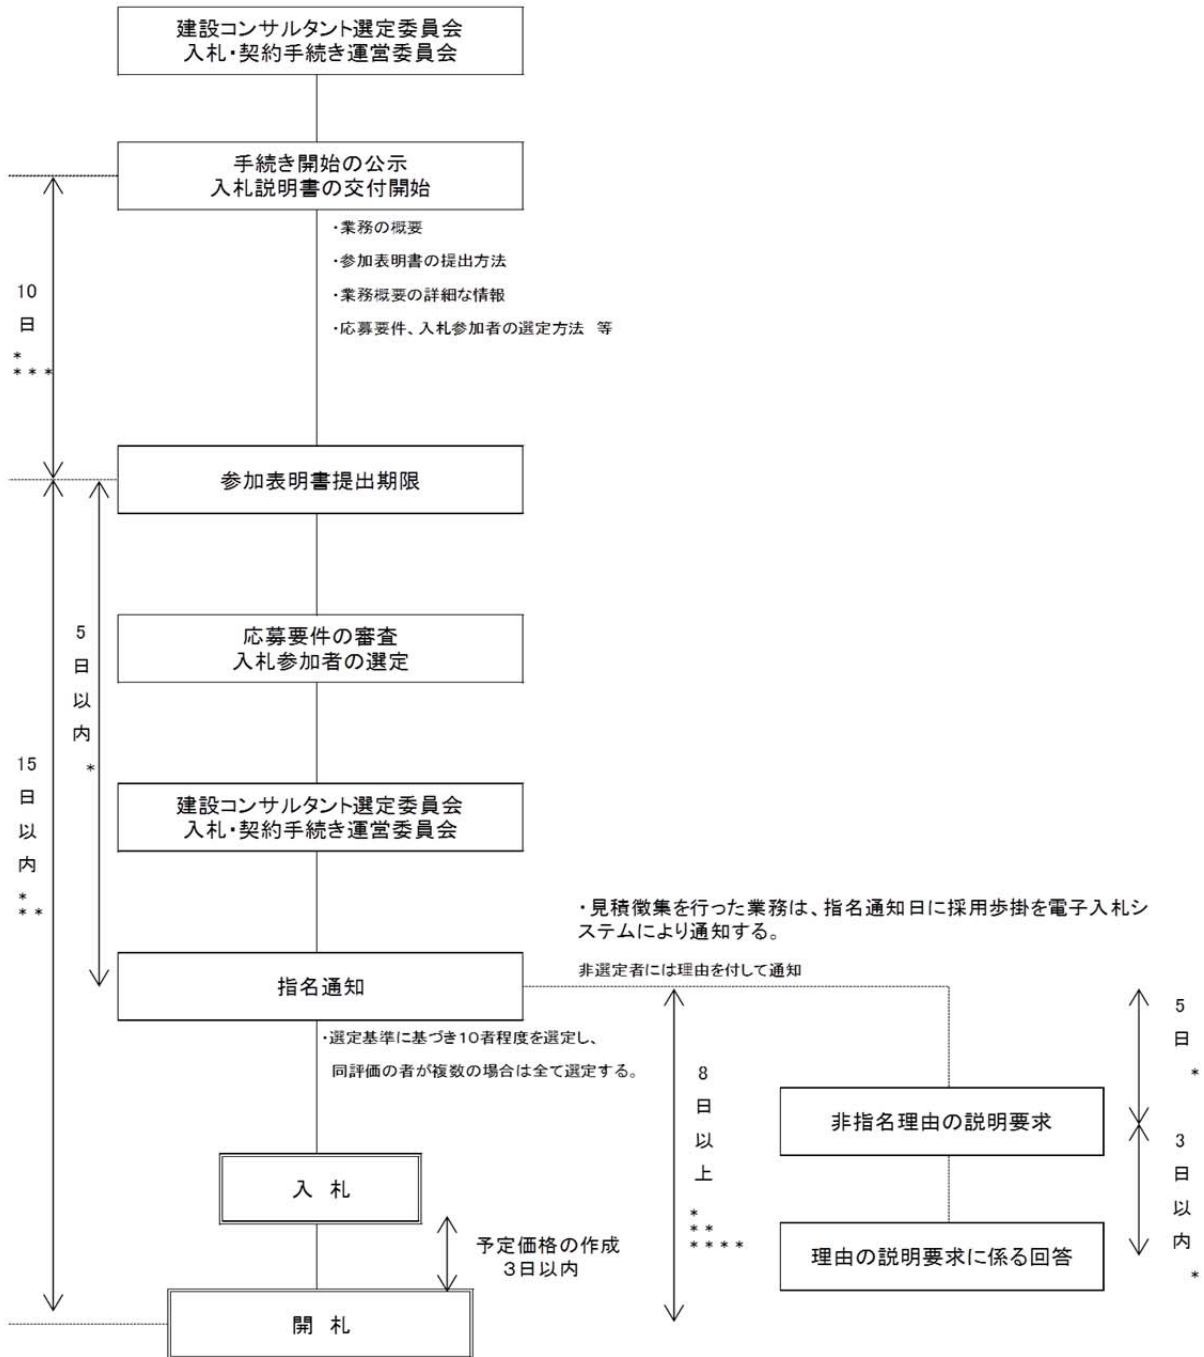 建設コンサルタント選定委員会
入札・契約手続き運営委員会
手続き開始の公示
入札説明書の交付開始
・業務の概要
・参加表明書の提出方法
・業務概要の詳細な情報
・応募要件、入札参加者の選定方法 等
10
日
*
***
参加表明書提出期限
応募要件の審査
入札参加者の選定
5
日
以
内
*
15
日
以
内
*
**
建設コンサルタント選定委員会
入札・契約手続き運営委員会
・見積徴集を行った業務は、指名通知日に採用歩掛を電子入札シ
ステムにより通知する。
非選定者には理由を付して通知
指名通知
・選定基準に基づき10者程度を選定し、
同評価の者が複数の場合は全て選定する。
8
日
以
上
*
**
****
5
日
*
非指名理由の説明要求
3
日
以
内
*
理由の説明要求に係る回答
入 札
予定価格の作成
3日以内
開 札